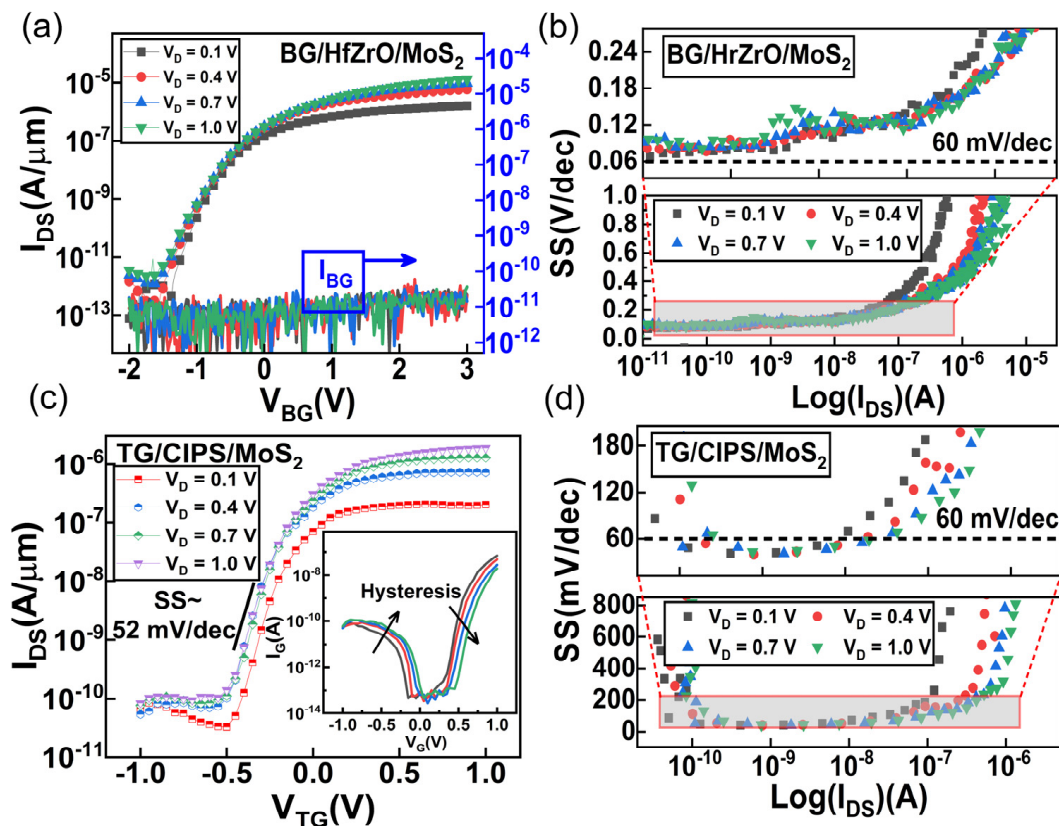 (a)
V_D = 0.1 V
V_D = 0.4 V
V_D = 0.7 V
V_D = 1.0 V
BG/HfZrO/MoS₂
I_BG
10⁻⁵
10⁻⁷
10⁻⁹
10⁻¹¹
10⁻¹³
I_DS(A/μm)
10⁻⁴
10⁻⁵
10⁻⁶
10⁻⁷
10⁻⁸
10⁻⁹
10⁻¹⁰
10⁻¹¹
10⁻¹²
-2 -1 0 1 2 3
V_BG(V)
(b)
BG/HrZrO/MoS₂
0.24
0.18
0.12
0.06
60 mV/dec
V_D = 0.1 V V_D = 0.4 V
V_D = 0.7 V V_D = 1.0 V
1.0
0.8
0.6
0.4
0.2
0.0
SS(V/dec)
10⁻¹¹ 10⁻¹⁰ 10⁻⁹ 10⁻⁸ 10⁻⁷ 10⁻⁶ 10⁻⁵
Log(I_DS)(A)
(c)
TG/CIPS/MoS₂
V_D = 0.1 V
V_D = 0.4 V
V_D = 0.7 V
V_D = 1.0 V
SS~
52 mV/dec
10⁻⁶
10⁻⁷
10⁻⁸
10⁻⁹
10⁻¹⁰
10⁻¹¹
I_DS(A/μm)
Hysteresis
10⁻⁸
10⁻¹⁰
10⁻¹²
10⁻¹⁴
I_G(A)
-1.0 -0.5 0.0 0.5 1.0
V_G(V)
-1.0 -0.5 0.0 0.5 1.0
V_TG(V)
(d)
TG/CIPS/MoS₂
180
120
60
0
60 mV/dec
V_D = 0.1 V V_D = 0.4 V
V_D = 0.7 V V_D = 1.0 V
800
600
400
200
0
SS(mV/dec)
10⁻¹⁰ 10⁻⁹ 10⁻⁸ 10⁻⁷ 10⁻⁶
Log(I_DS)(A)